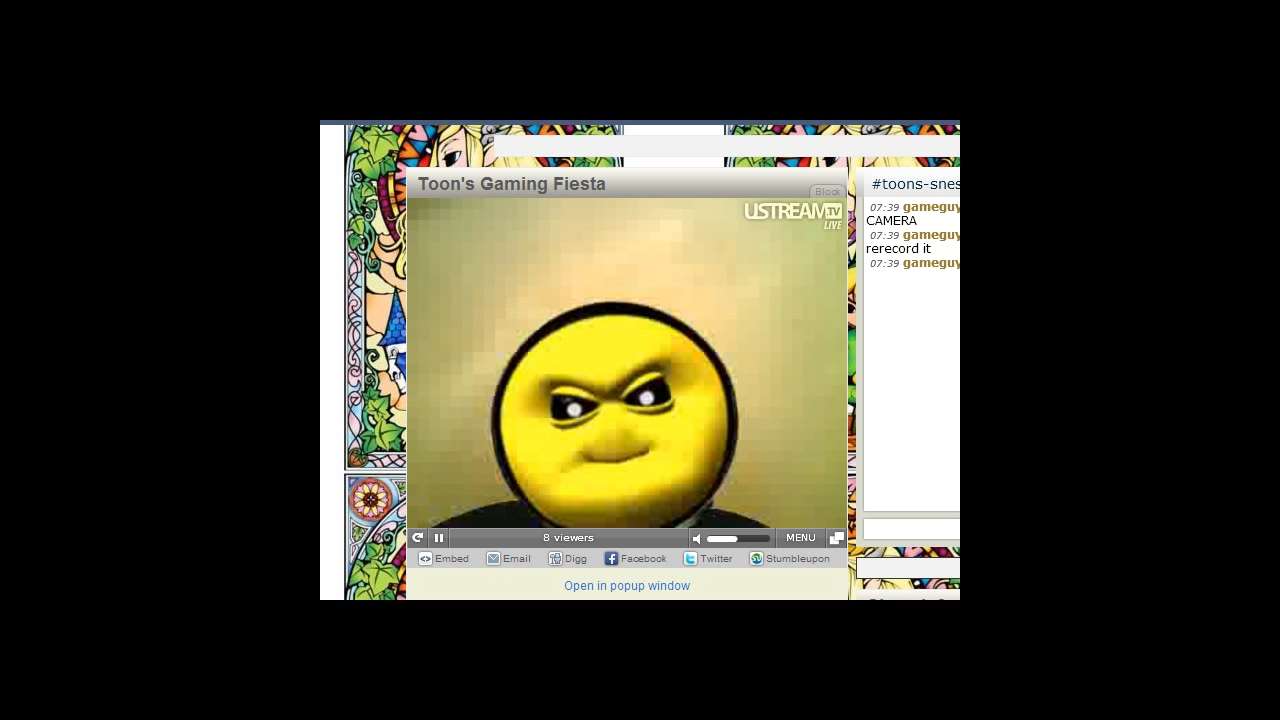 Toon's Gaming Fiesta
Block
USTREAM.TV
LIVE
8 viewers
MENU
Embed Email Digg Facebook Twitter Stumbleupon
Open in popup window
#toons-snes
07:39 gameguy
CAMERA
07:39 gameguy
rerecord it
07:39 gameguy